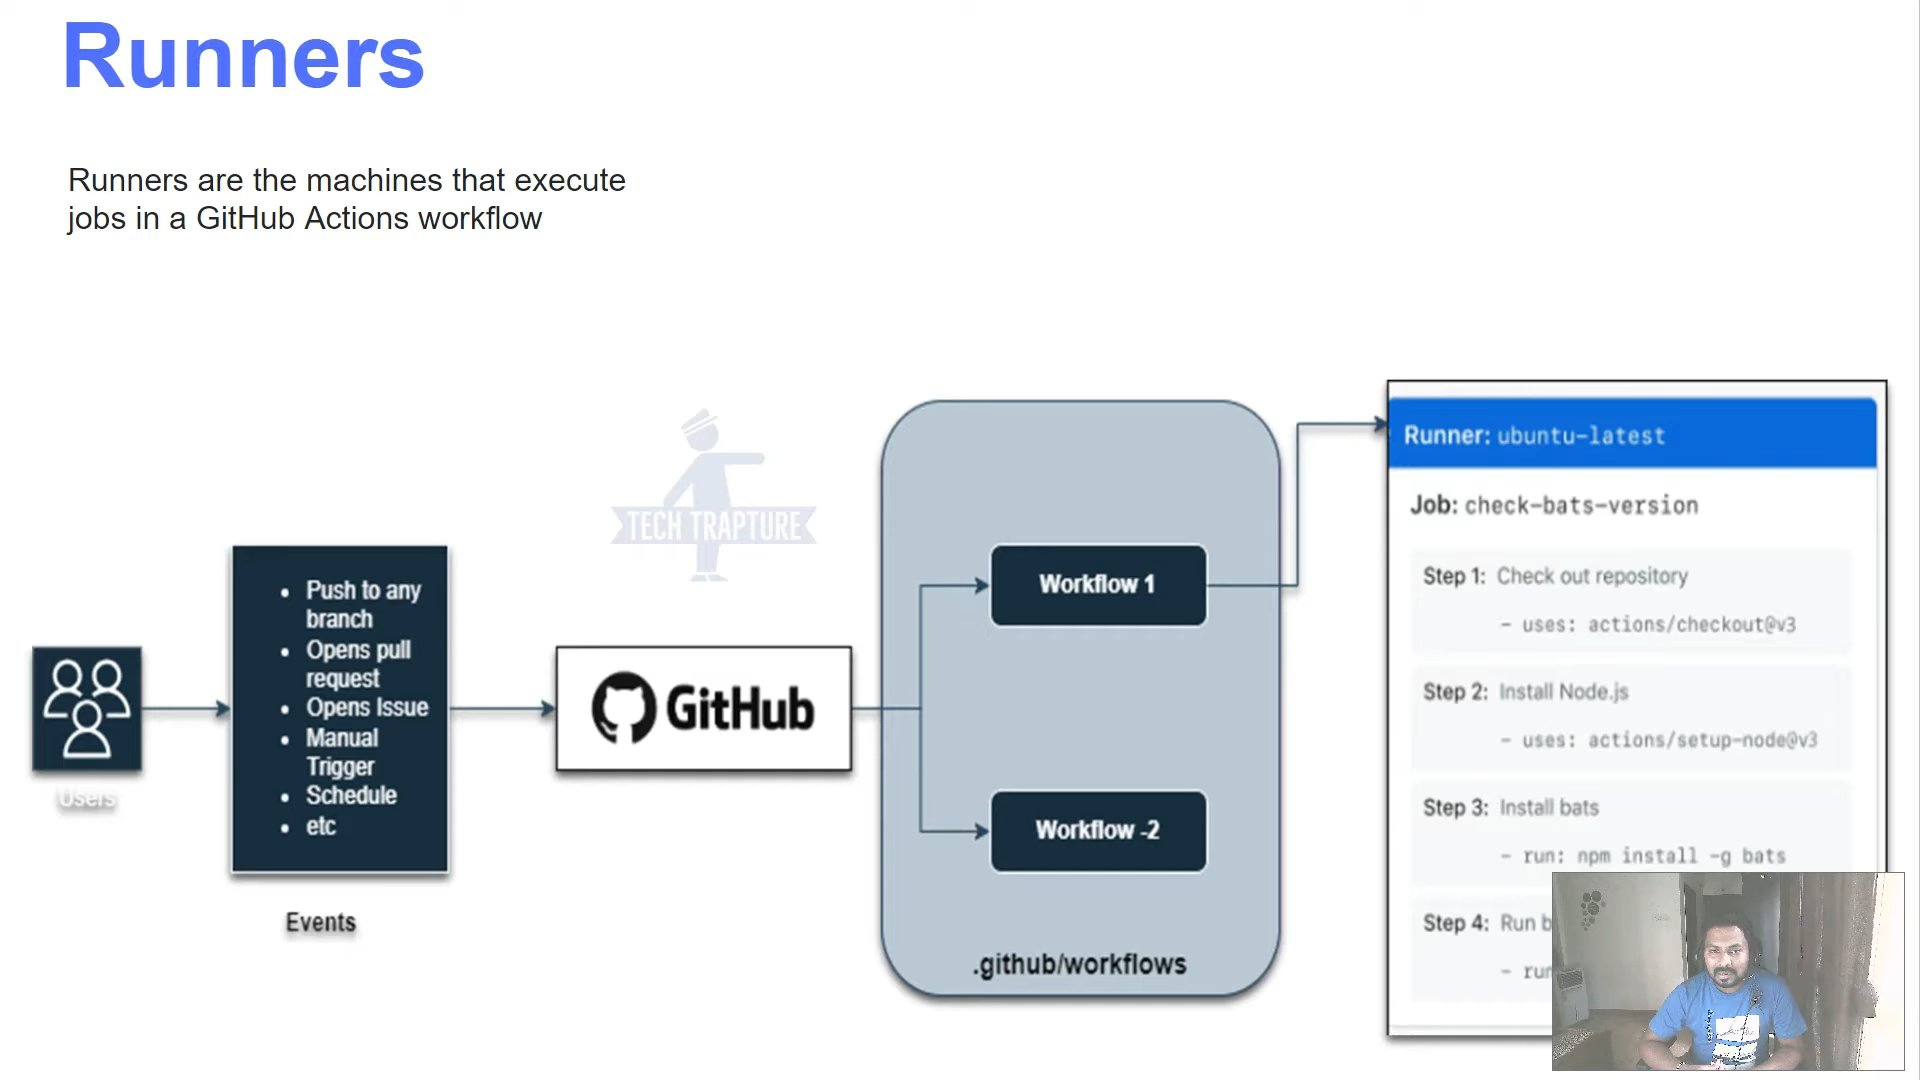 Runners
Runners are the machines that execute
jobs in a GitHub Actions workflow
TECH TRAPTURE
Users
Push to any
branch
Opens pull
request
Opens Issue
Manual
Trigger
Schedule
etc
Events
GitHub
Workflow 1
Workflow -2
.github/workflows
Runner: ubuntu-latest
Job: check-bats-version
Step 1: Check out repository
- uses: actions/checkout@v3
Step 2: Install Node.js
- uses: actions/setup-node@v3
Step 3: Install bats
- run: npm install -g bats
Step 4: Run